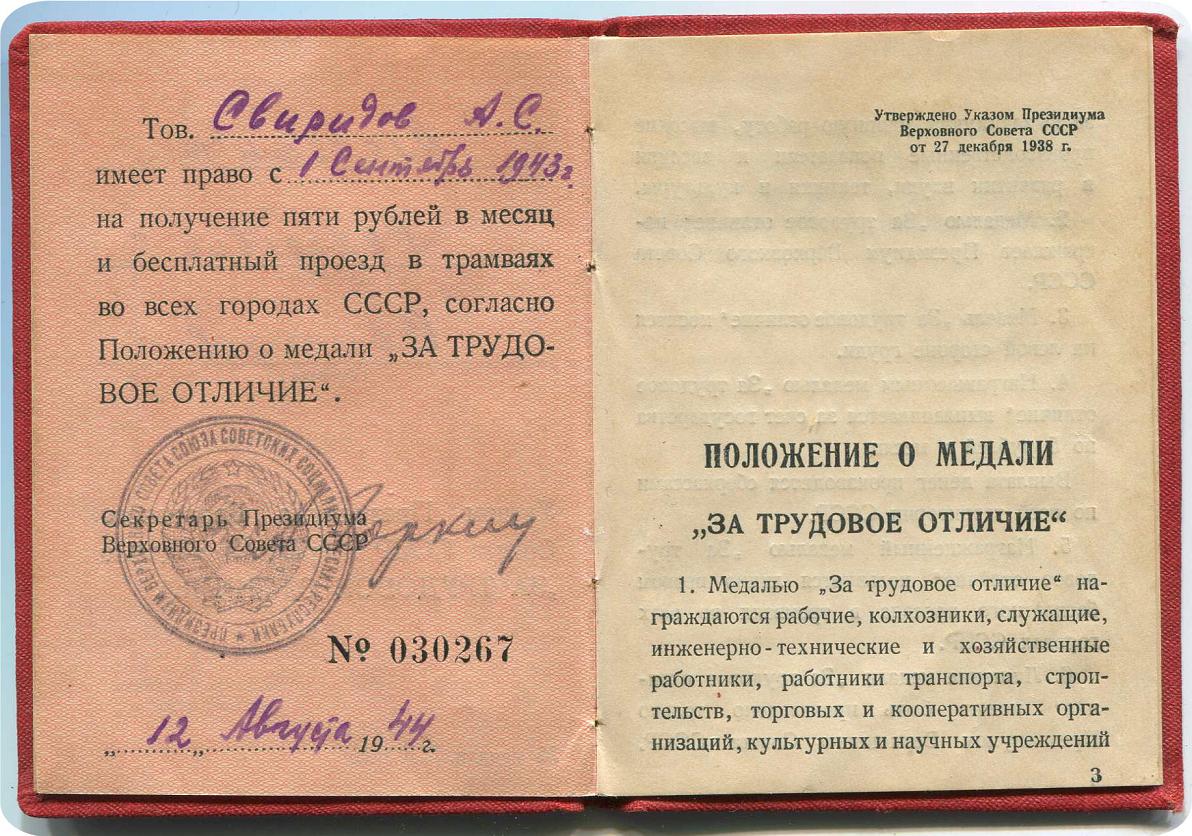 Тов. Свиридов А.С.
имеет право с 1 Сентябрь 1943г.
на получение пяти рублей в месяц
и бесплатный проезд в трамваях
во всех городах СССР, согласно
Положению о медали „ЗА ТРУДО-
ВОЕ ОТЛИЧИЕ“.
Секретарь Президиума
Верховного Совета СССР
№ 030267
„ 12 „ Августа 1944 г.
Утверждено Указом Президиума
Верховного Совета СССР
от 27 декабря 1938 г.
ПОЛОЖЕНИЕ О МЕДАЛИ
„ЗА ТРУДОВОЕ ОТЛИЧИЕ“
1. Медалью „За трудовое отличие“ на-
граждаются рабочие, колхозники, служащие,
инженерно-технические и хозяйственные
работники, работники транспорта, строи-
тельств, торговых и кооперативных орга-
низаций, культурных и научных учреждений
3